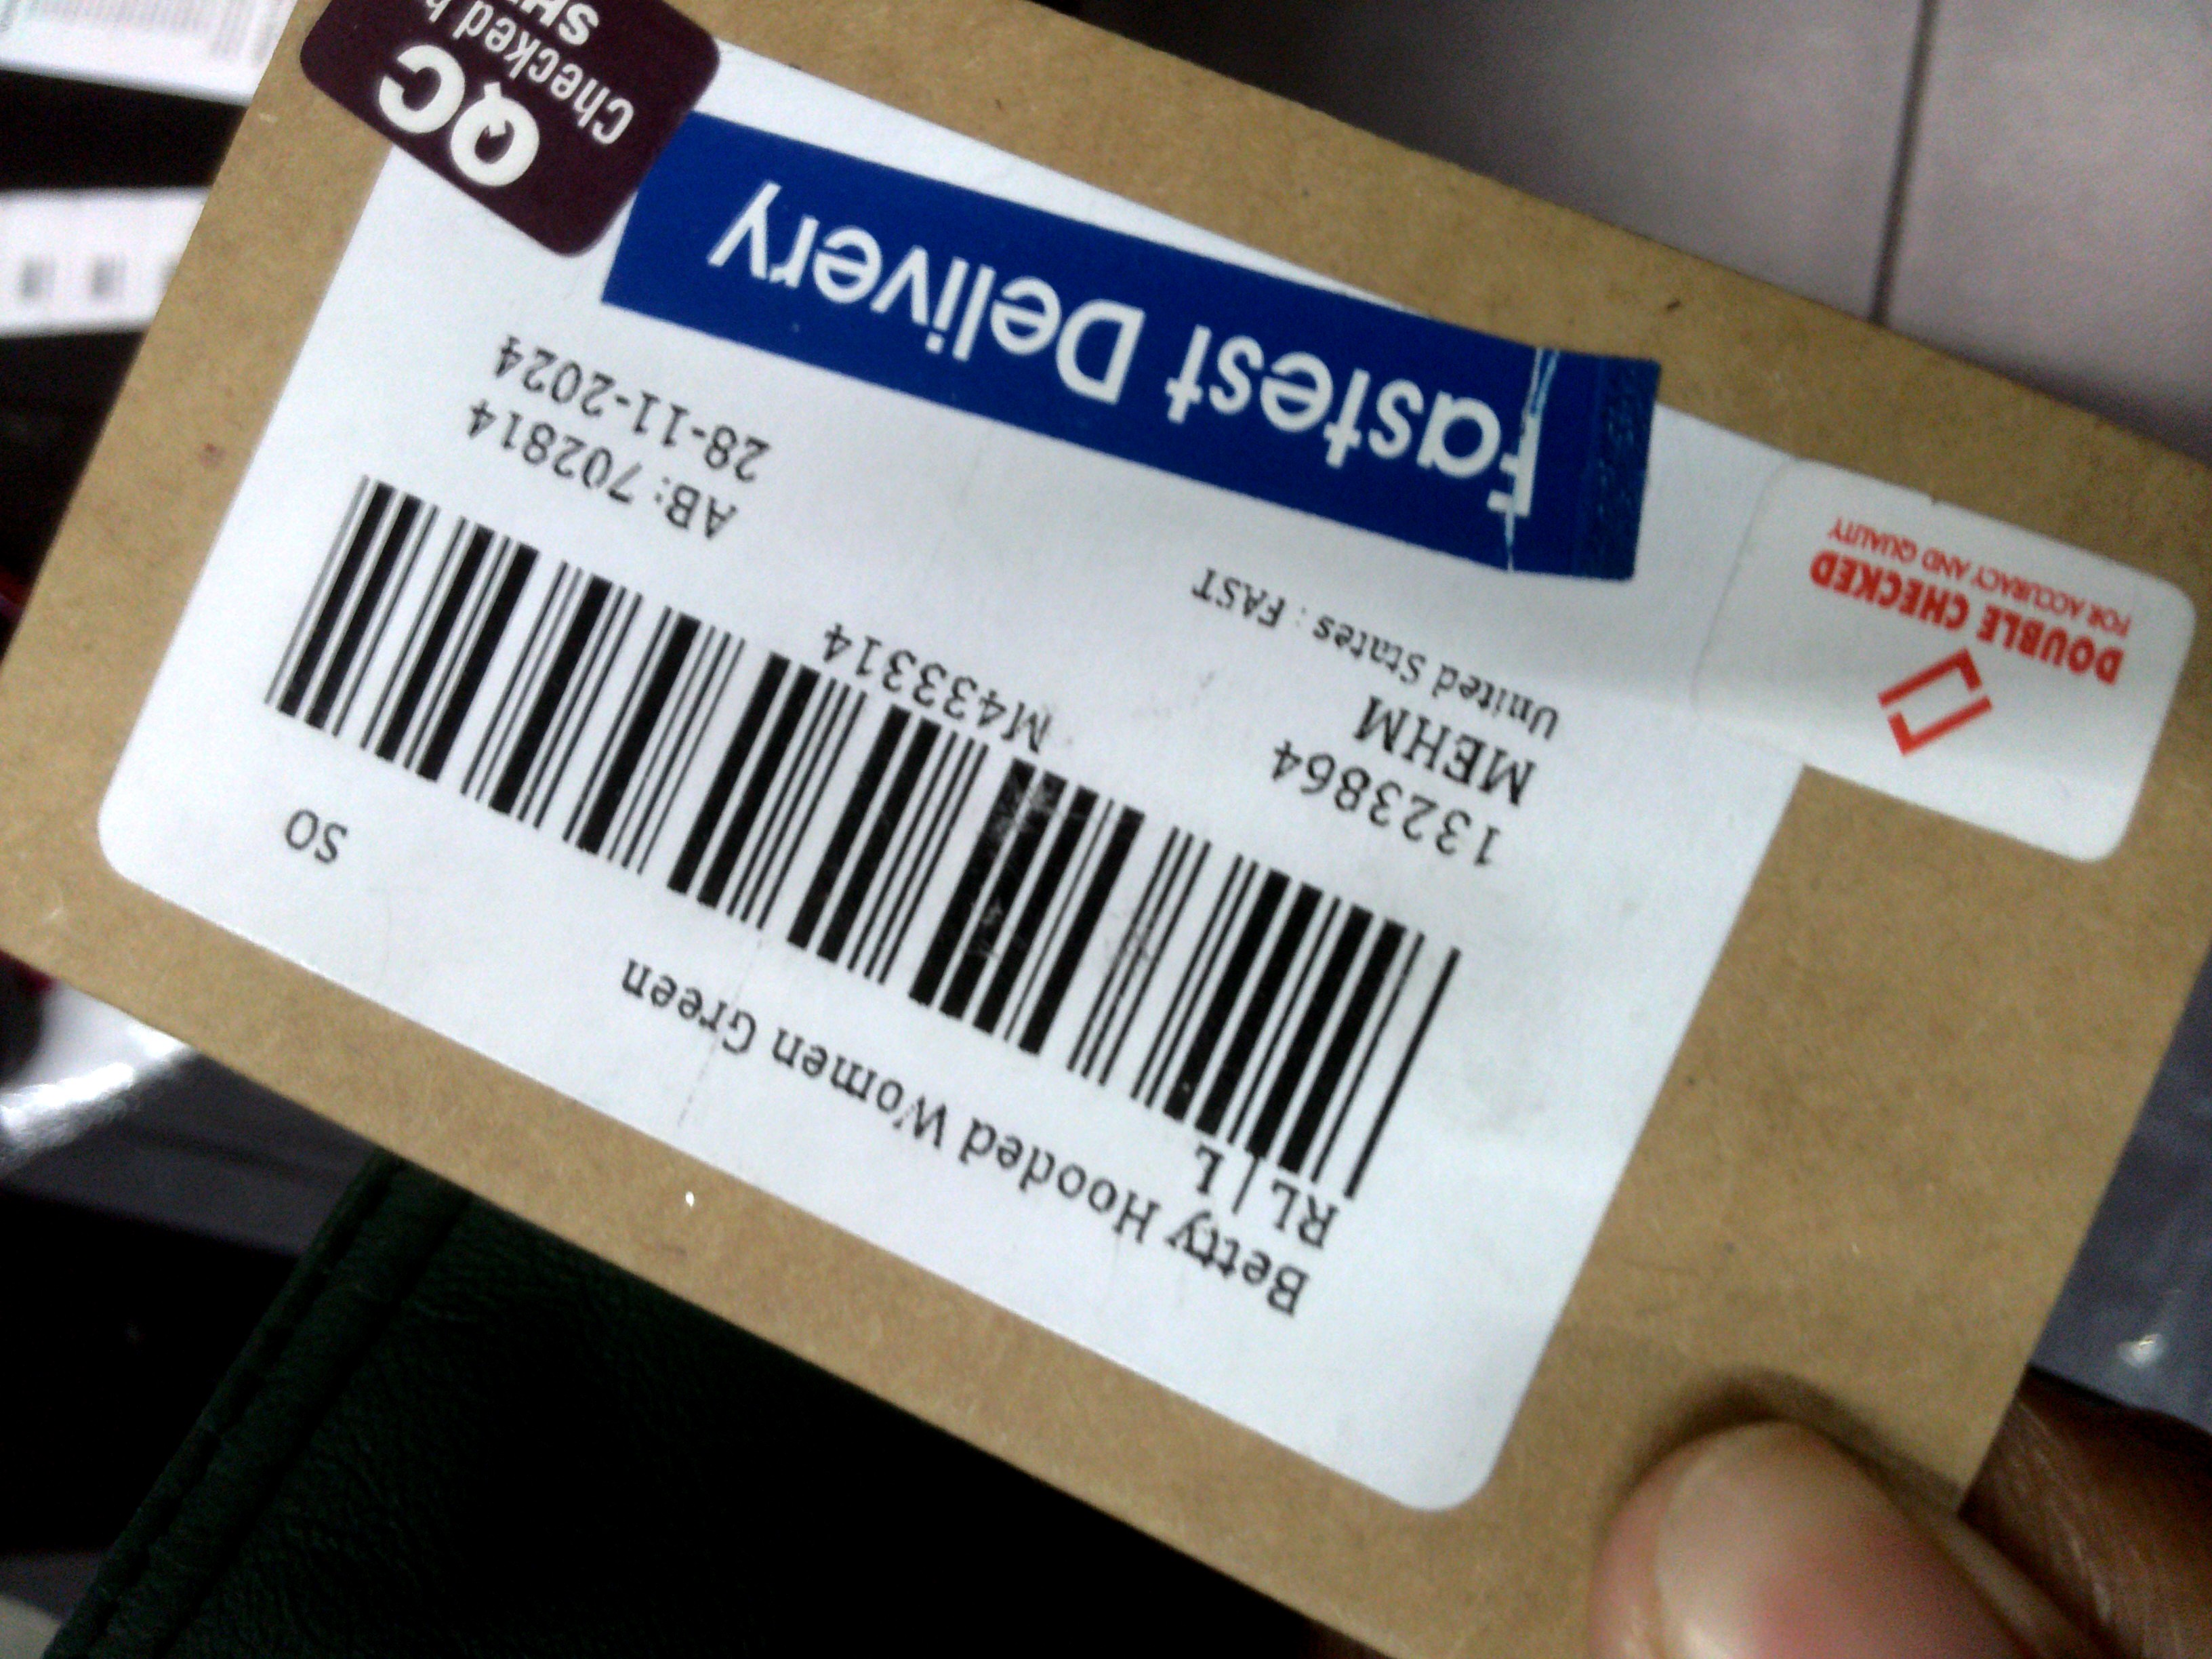 Betty Hooded Women Green
RL | L
SO
1323864
MEHM
M433314
United States : FAST
AB: 702814
28-11-2024
Fastest Delivery
DOUBLE CHECKED
FOR ACCURACY AND QUALITY
QC
Checked